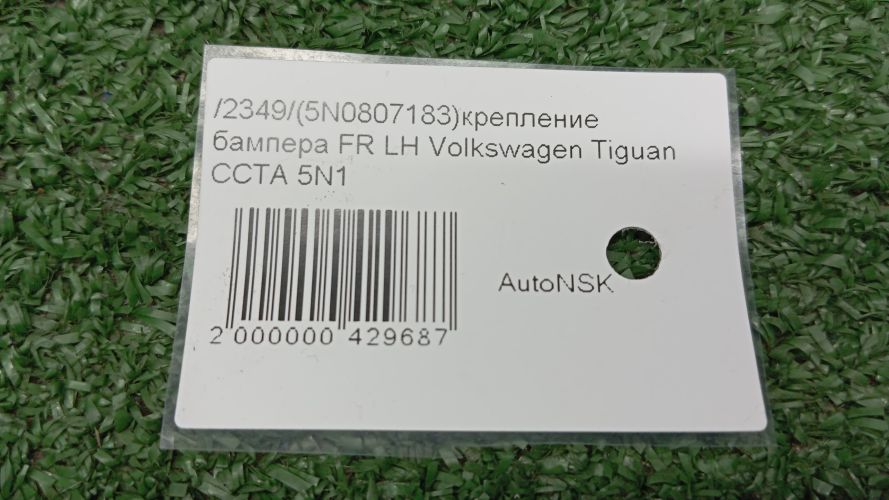 /2349/(5N0807183)крепление
бампера FR LH Volkswagen Tiguan
CCTA 5N1
AutoNSK
2 000000 429687